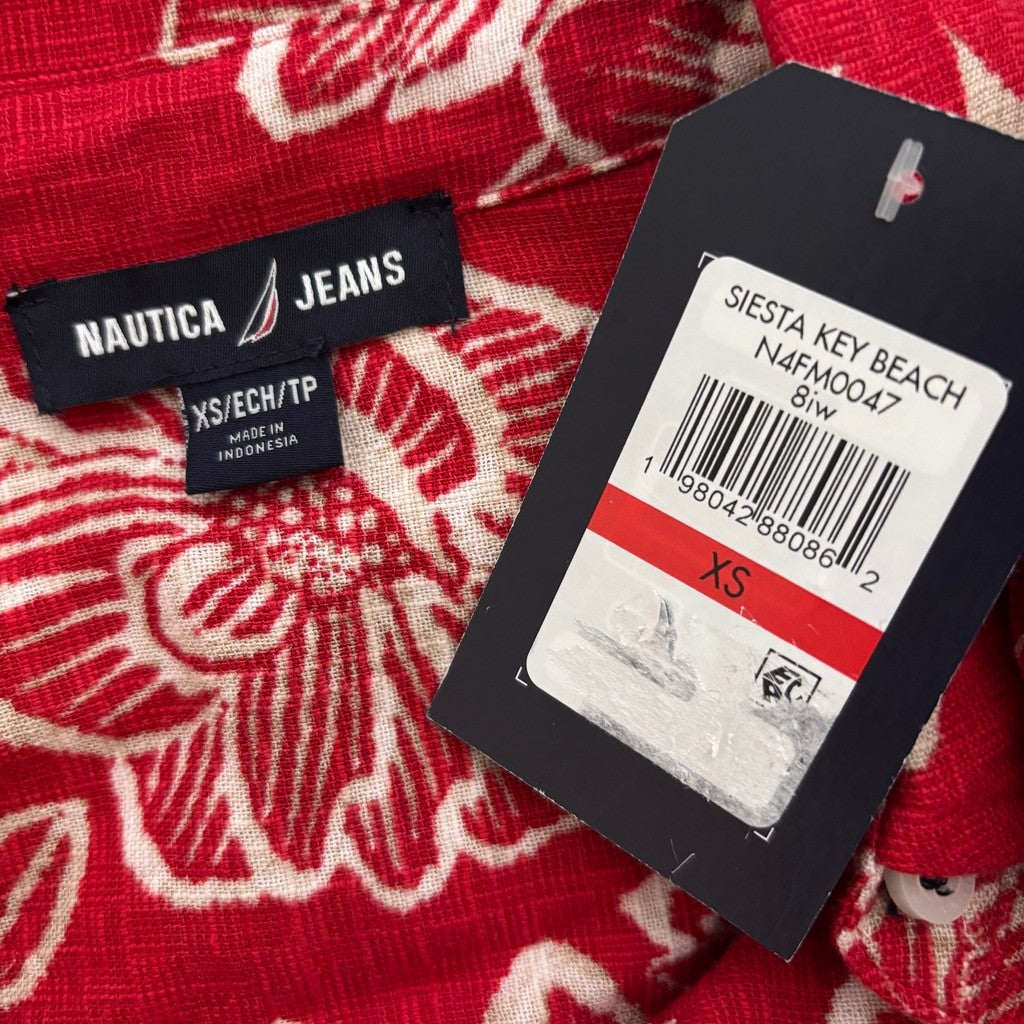 NAUTICA JEANS
XS/ECH/TP
MADE IN
INDONESIA
SIESTA KEY BEACH
N4FM0047
8iw
1 98042 88086 2
XS